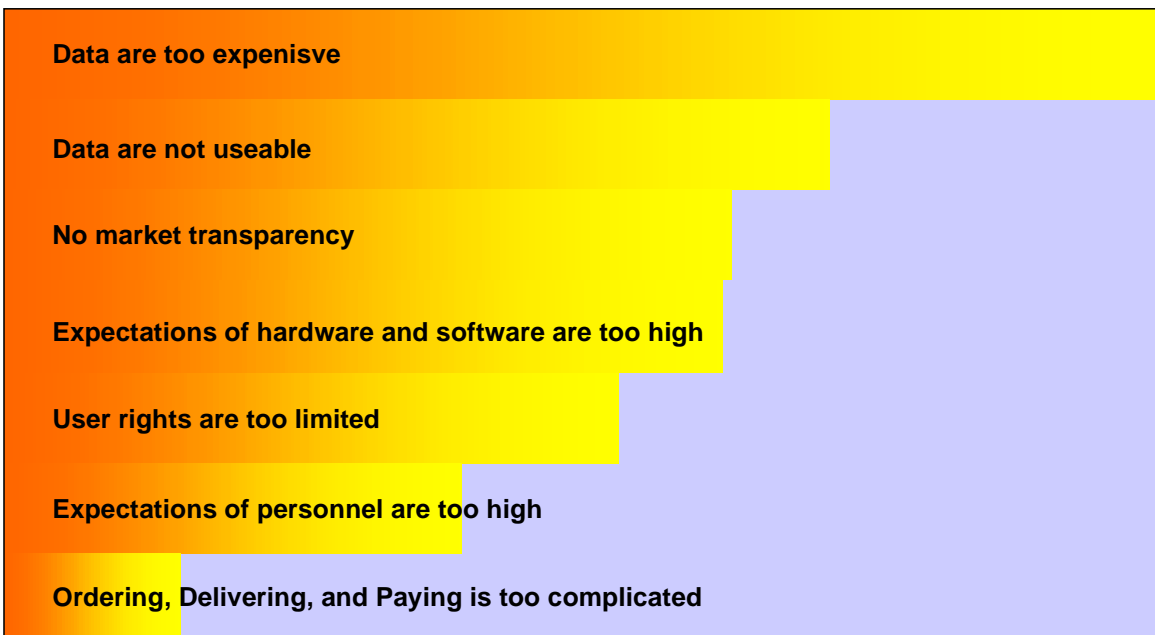 Data are too expenisve
Data are not useable
No market transparency
Expectations of hardware and software are too high
User rights are too limited
Expectations of personnel are too high
Ordering, Delivering, and Paying is too complicated